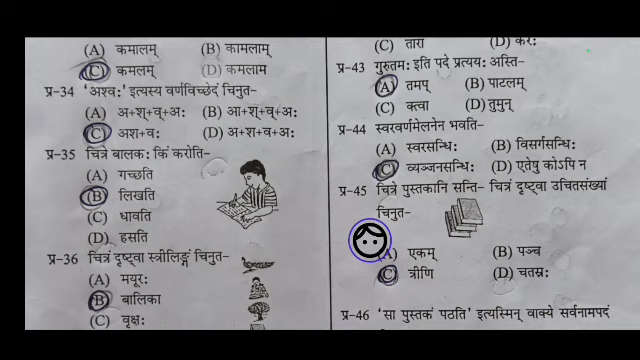 (A) कमालम् (B) कामलाम्
(C) कमलम् (D) कमलाम
प्र-34 'अश्वः' इत्यस्य वर्णविच्छेदं चिनुत-
(A) अ+श्+व्+अः (B) आ+श्+व्+अः
(C) अश+वः (D) अ+श+व+अः
प्र-35 चित्रे बालकः किं करोति-
(A) गच्छति
(B) लिखति
(C) धावति
(D) हसति
प्र-36 चित्रं दृष्ट्वा स्त्रीलिङ्गं चिनुत-
(A) मयूरः
(B) बालिका
(C) वृक्षः
(C) तारा (D) करः
प्र-43 गुरुतमः इति पदे प्रत्ययः अस्ति-
(A) तमप् (B) पाटलम्
(C) क्त्वा (D) तुमुन्
प्र-44 स्वरवर्णमेलनेन भवति-
(A) स्वरसन्धिः (B) विसर्गसन्धिः
(C) व्यञ्जनसन्धिः (D) एतेषु कोऽपि न
प्र-45 चित्रे पुस्तकानि सन्ति- चित्रं दृष्ट्वा उचितसंख्यां
चिनुत-
(A) एकम् (B) पञ्च
(C) त्रीणि (D) चतस्रः
प्र-46 'सा पुस्तकं पठति' इत्यस्मिन् वाक्ये सर्वनामपदं